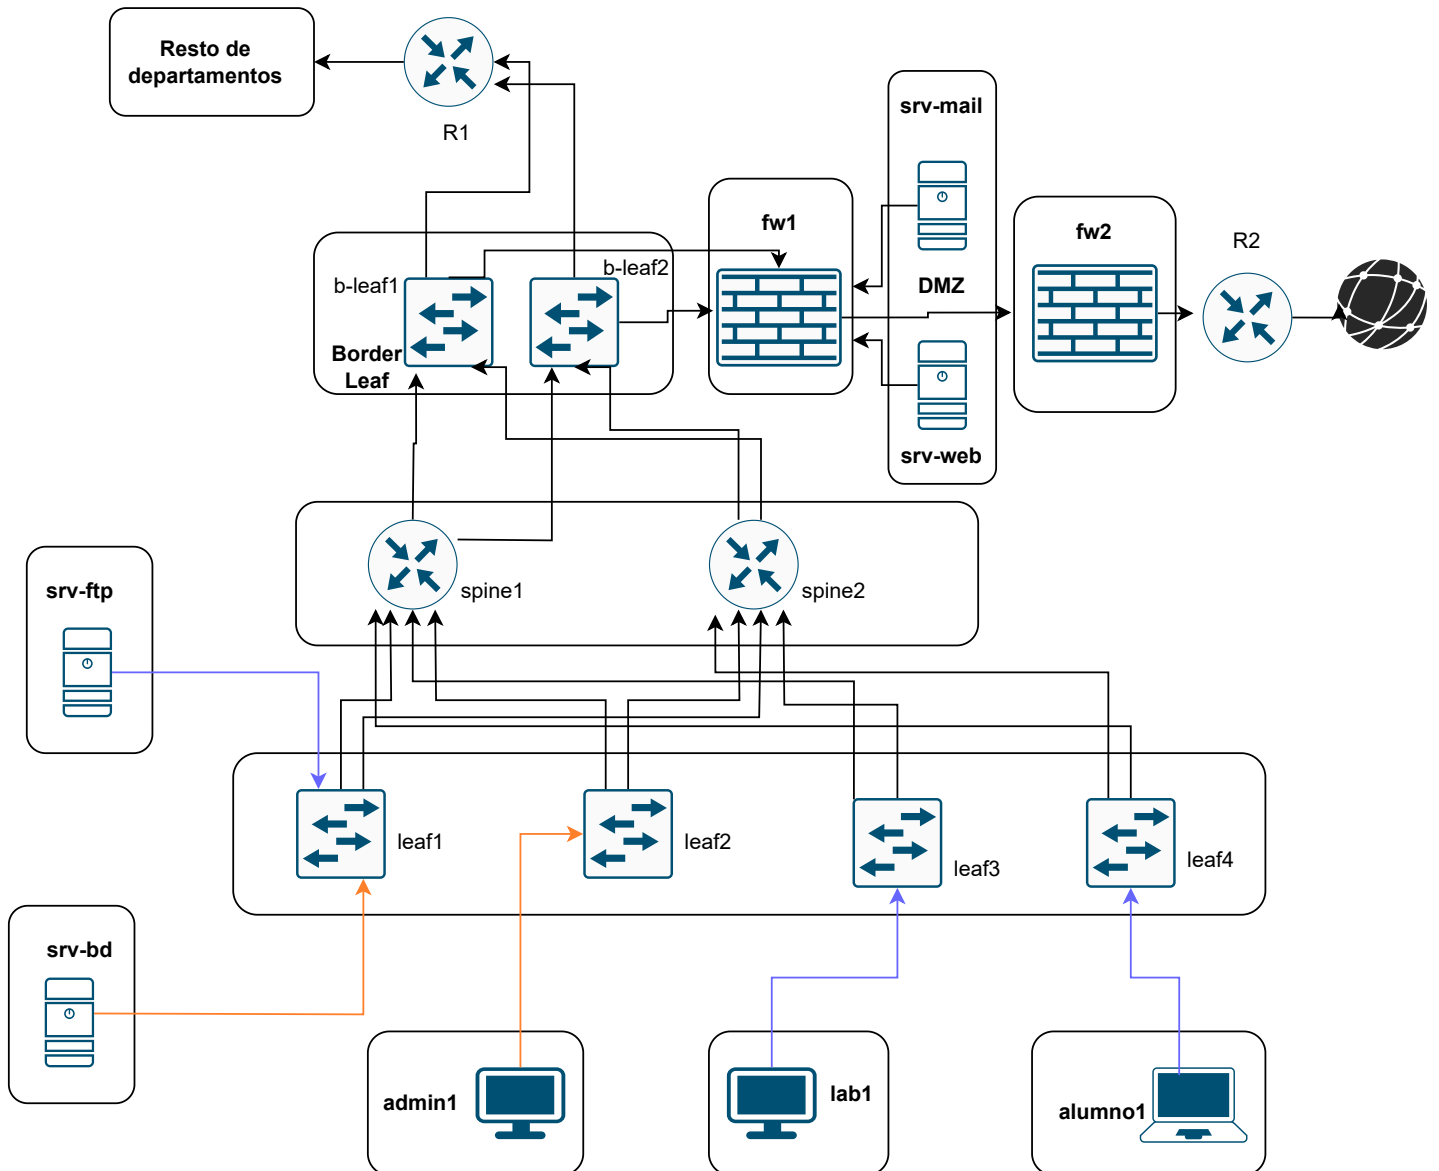 Resto de
departamentos
R1
srv-mail
fw1
fw2
R2
b-leaf1
b-leaf2
DMZ
Border
Leaf
srv-web
srv-ftp
spine1
spine2
leaf1
leaf2
leaf3
leaf4
srv-bd
admin1
lab1
alumno1